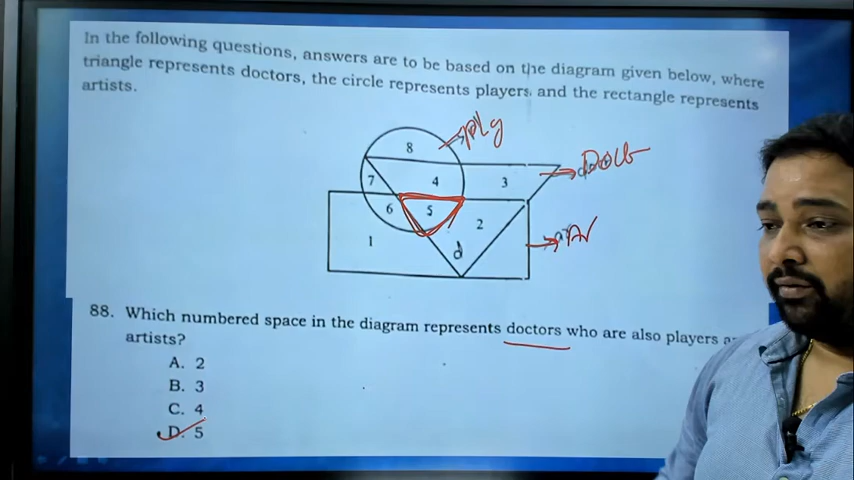 In the following questions, answers are to be based on the diagram given below, where
triangle represents doctors, the circle represents players and the rectangle represents
artists.
8
7
4
3
6
5
2
1
d
88. Which numbered space in the diagram represents doctors who are also players
artists?
A. 2
B. 3
C. 4
D. 5